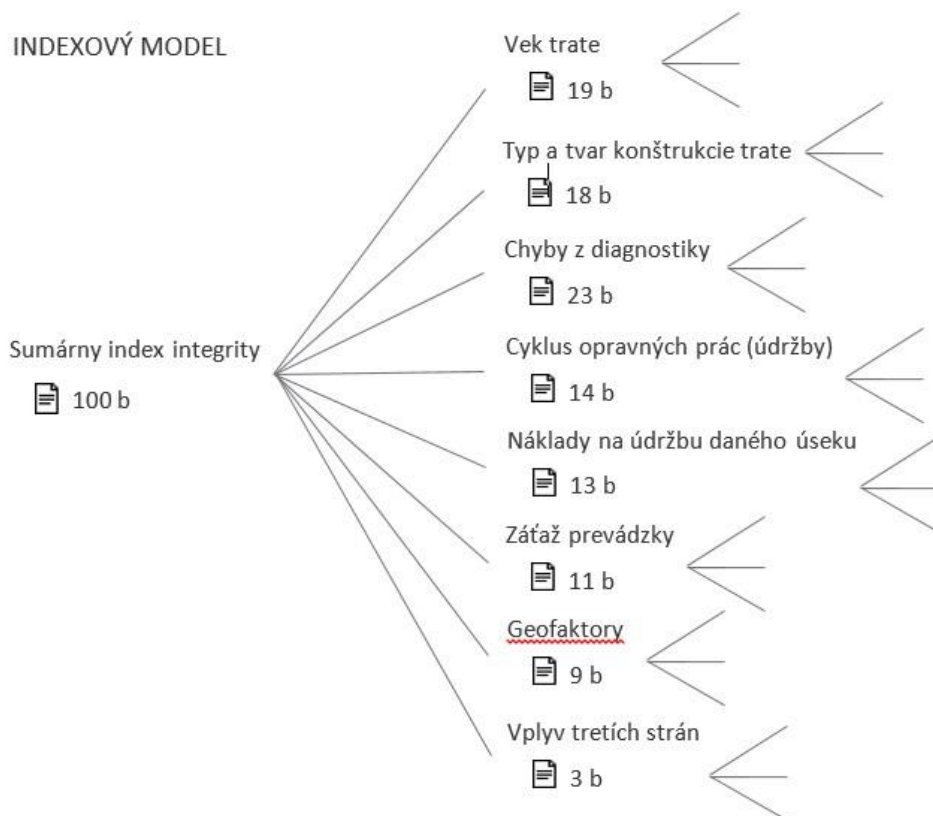 INDEXOVÝ MODEL
Vek trate
19 b
Typ a tvar konštrukcie trate
18 b
Chyby z diagnostiky
23 b
Sumárny index integrity
100 b
Cyklus opravných prác (údržby)
14 b
Náklady na údržbu daného úseku
13 b
Záťaž prevádzky
11 b
Geofaktory
9 b
Vplyv tretích strán
3 b